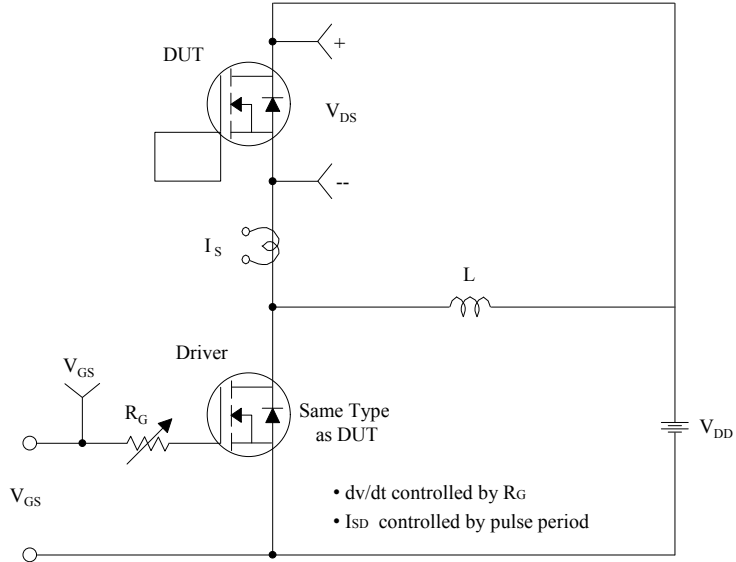 DUT
+
VDS
--
IS
L
Driver
VGS
RG
Same Type
as DUT
VDD
VGS
• dv/dt controlled by RG
• ISD controlled by pulse period